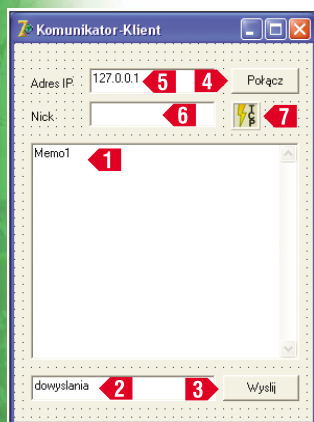 Komunikator-Klient
Adres IP 127.0.0.1 5 4 Połącz
Nick 6 TCP 7
Memo1 1
dowyslania 2 3 Wyslij